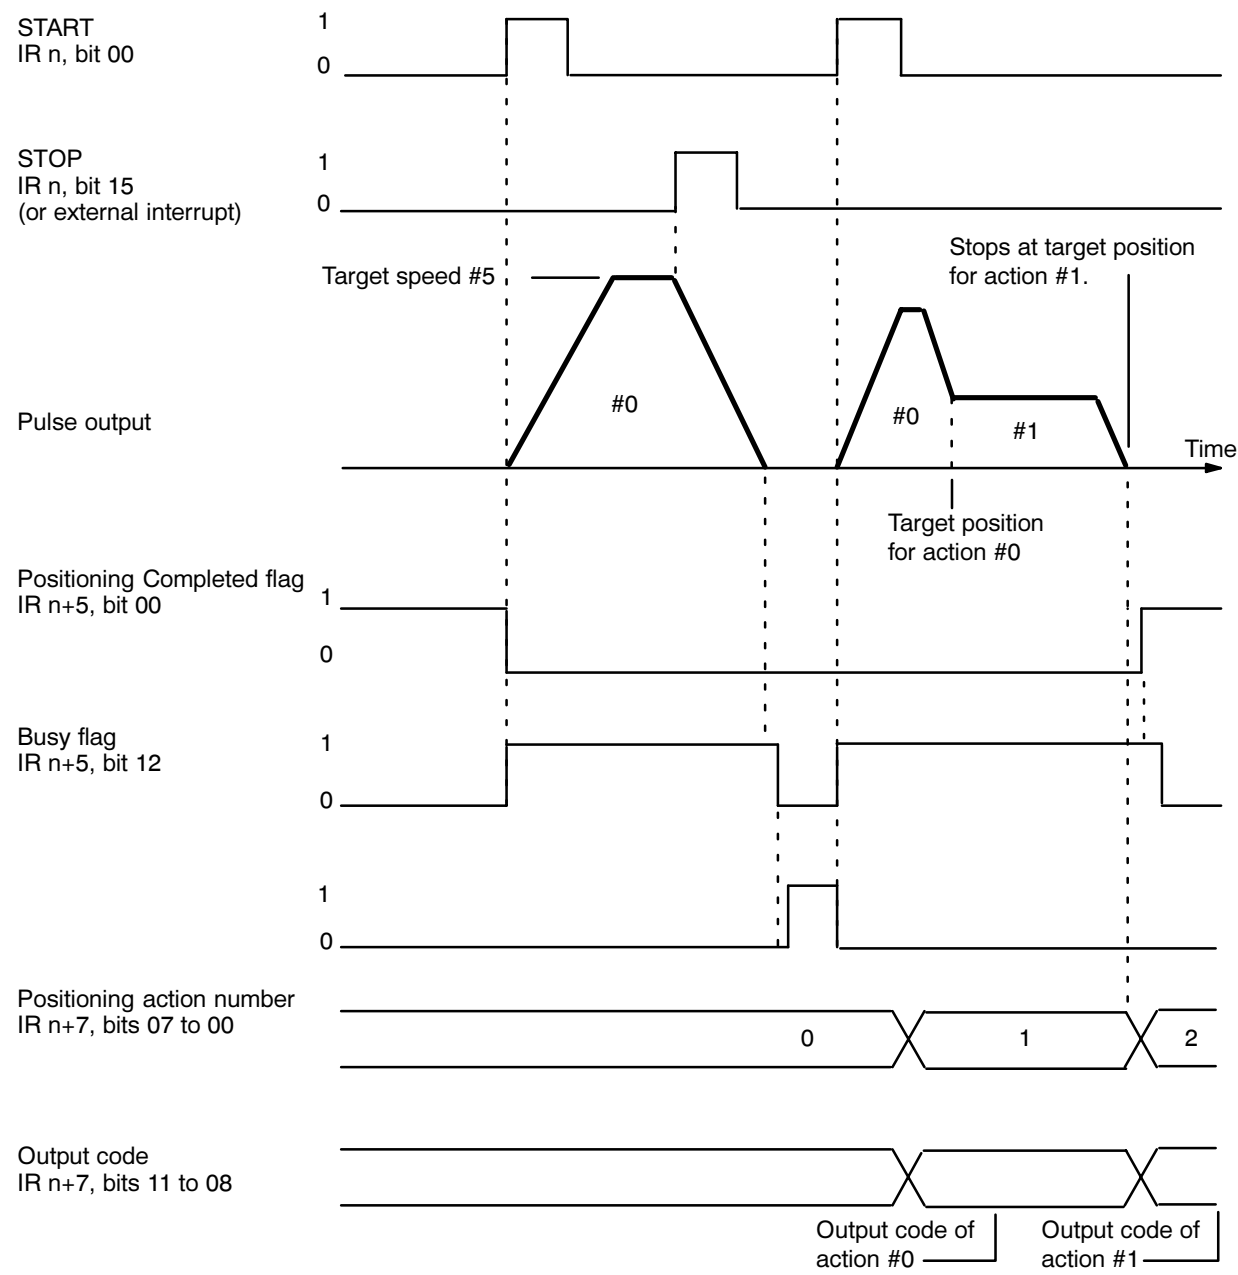 START
IR n, bit 00
1
0
STOP
IR n, bit 15
(or external interrupt)
1
0
Stops at target position
for action #1.
Target speed #5
#0
#0
#1
Pulse output
Time
Target position
for action #0
Positioning Completed flag
IR n+5, bit 00
1
0
Busy flag
IR n+5, bit 12
1
0
1
0
Positioning action number
IR n+7, bits 07 to 00
0
1
2
Output code
IR n+7, bits 11 to 08
Output code of
action #0
Output code of
action #1